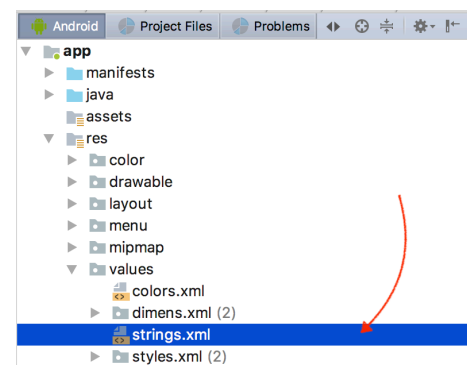 Android Project Files Problems
app
manifests
java
assets
res
color
drawable
layout
menu
mipmap
values
colors.xml
dimens.xml (2)
strings.xml
styles.xml (2)